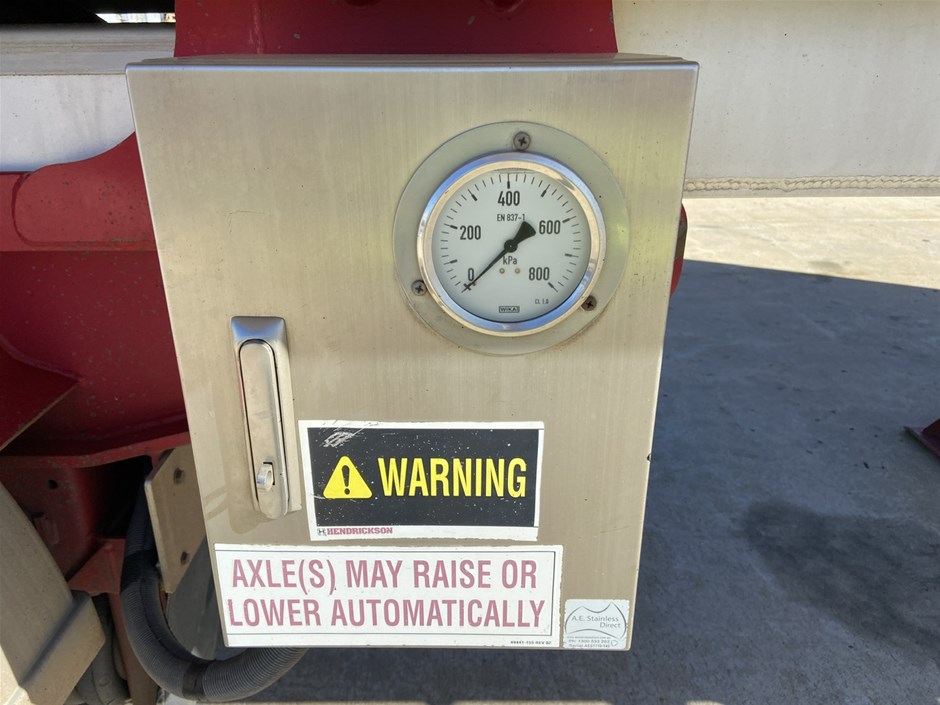 400
EN 837-1
200
600
kPa
0
800
CL 1.0
WIKA
WARNING
HENDRICKSON
AXLE(S) MAY RAISE OR
LOWER AUTOMATICALLY
A.E. Stainless
Direct